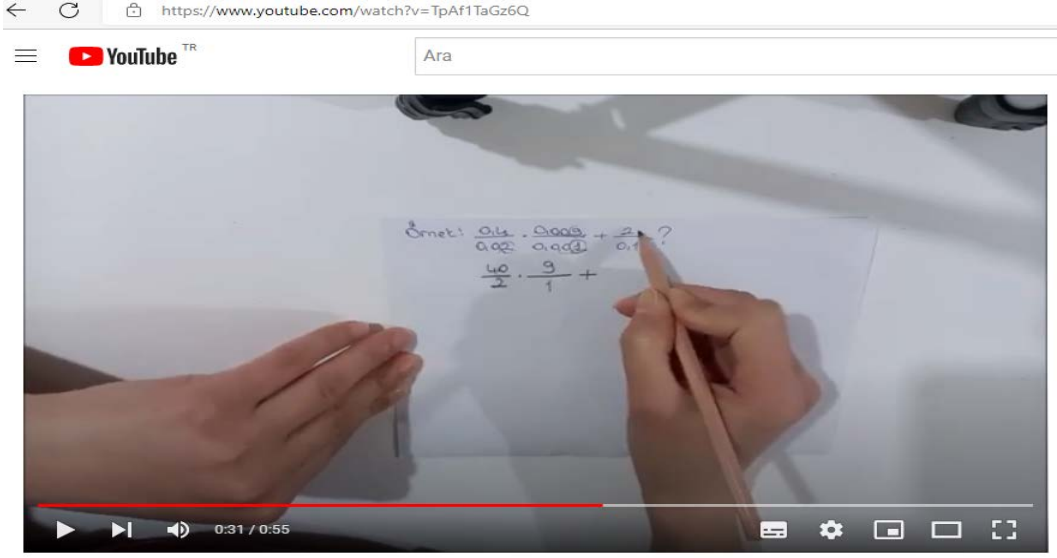 https://www.youtube.com/watch?v=TpAf1TaGz6Q
YouTube TR
Ara
Örnek: 0,4/0,02 · 0,009/0,001 + 2/0,1 ?
40/2 · 9/1 +
0:31 / 0:55